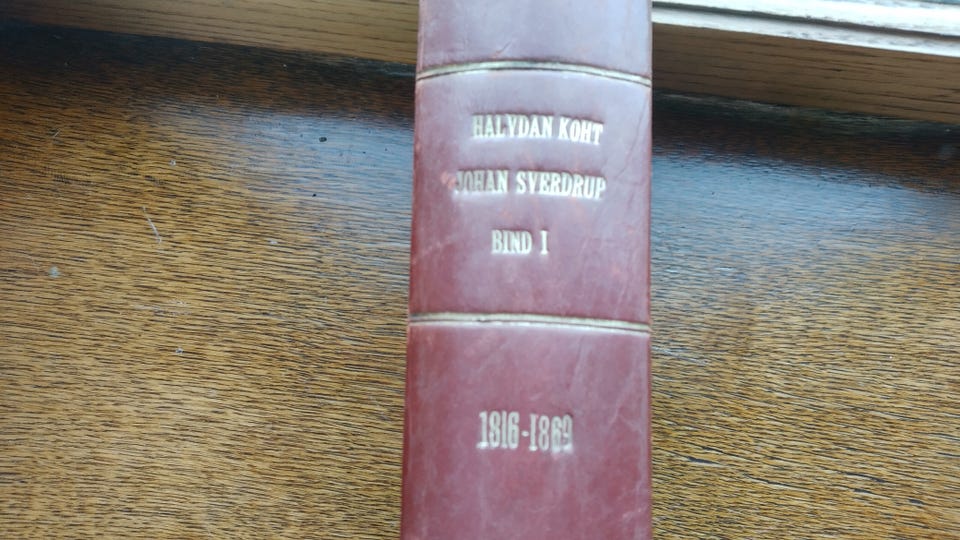 HALVDAN KOHT
JOHAN SVERDRUP
BIND I
1816-1869